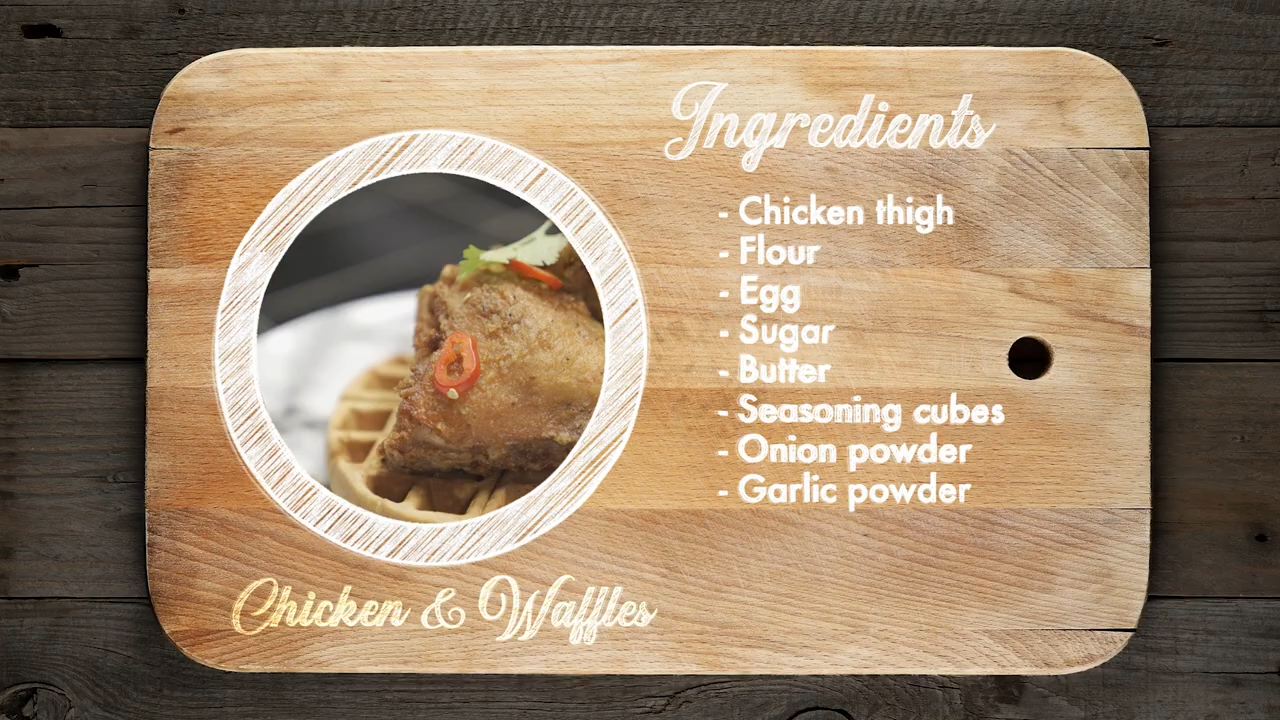 Ingredients
- Chicken thigh
- Flour
- Egg
- Sugar
- Butter
- Seasoning cubes
- Onion powder
- Garlic powder
Chicken & Waffles